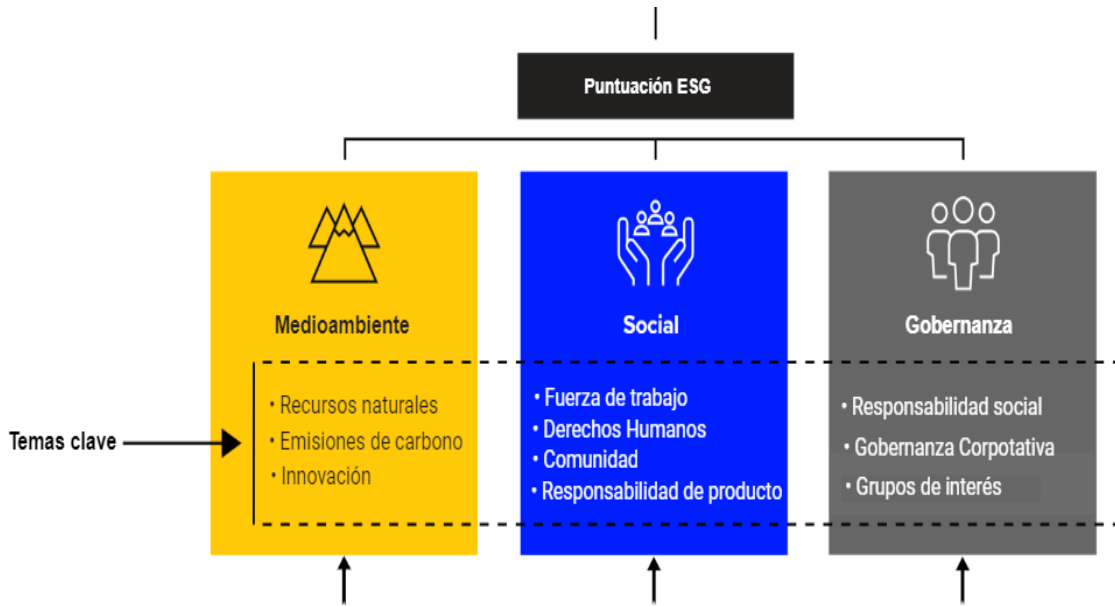 Puntuación ESG
Medioambiente
Social
Gobernanza
Temas clave
• Recursos naturales
• Emisiones de carbono
• Innovación
• Fuerza de trabajo
• Derechos Humanos
• Comunidad
• Responsabilidad de producto
• Responsabilidad social
• Gobernanza Corpotativa
• Grupos de interés